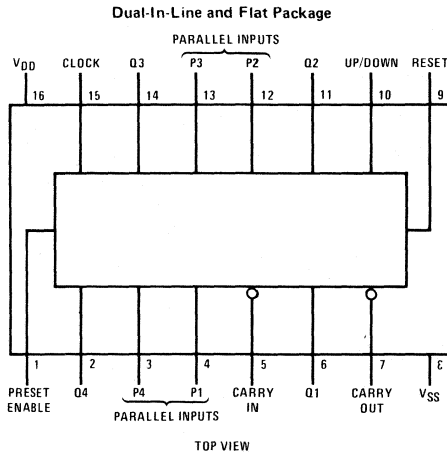 Dual-In-Line and Flat Package
PARALLEL INPUTS
VDD CLOCK Q3 P3 P2 Q2 UP/DOWN RESET
16 15 14 13 12 11 10 9
1 2 3 4 5 6 7
PRESET ENABLE Q4 P4 P1 CARRY IN Q1 CARRY OUT VSS
PARALLEL INPUTS
TOP VIEW